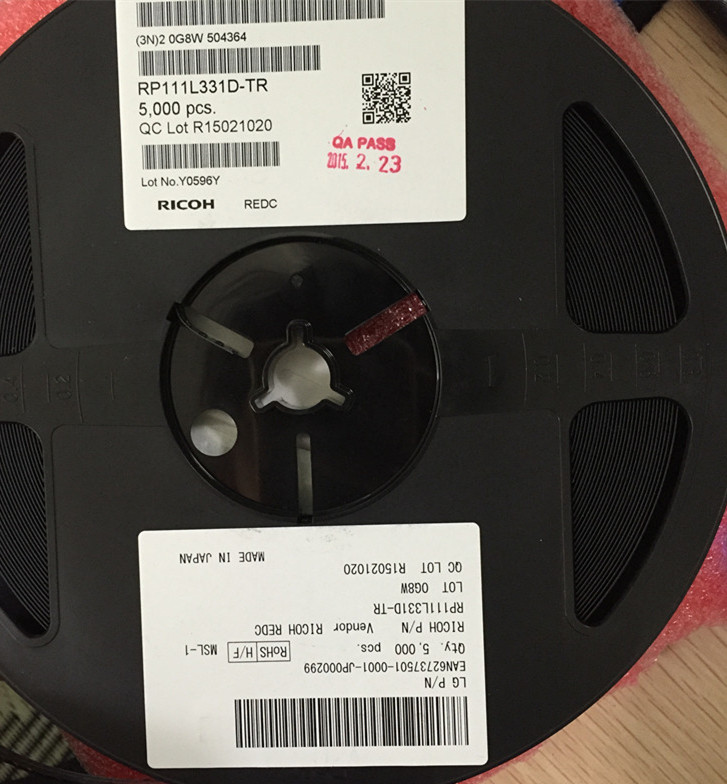 (3N)2 0G8W 504364
RP111L331D-TR
5,000 pcs.
QC Lot R15021020
QA PASS
2015. 2. 23
Lot No.Y0596Y
RICOH REDC
LG P/N
EAN62737501-0001-JP000299
Qty. 5,000 pcs. RoHS H/F MSL-1
RICOH P/N Vendor RICOH REDC
RP111L331D-TR
LOT 0G8W
QC LOT R15021020
MADE IN JAPAN